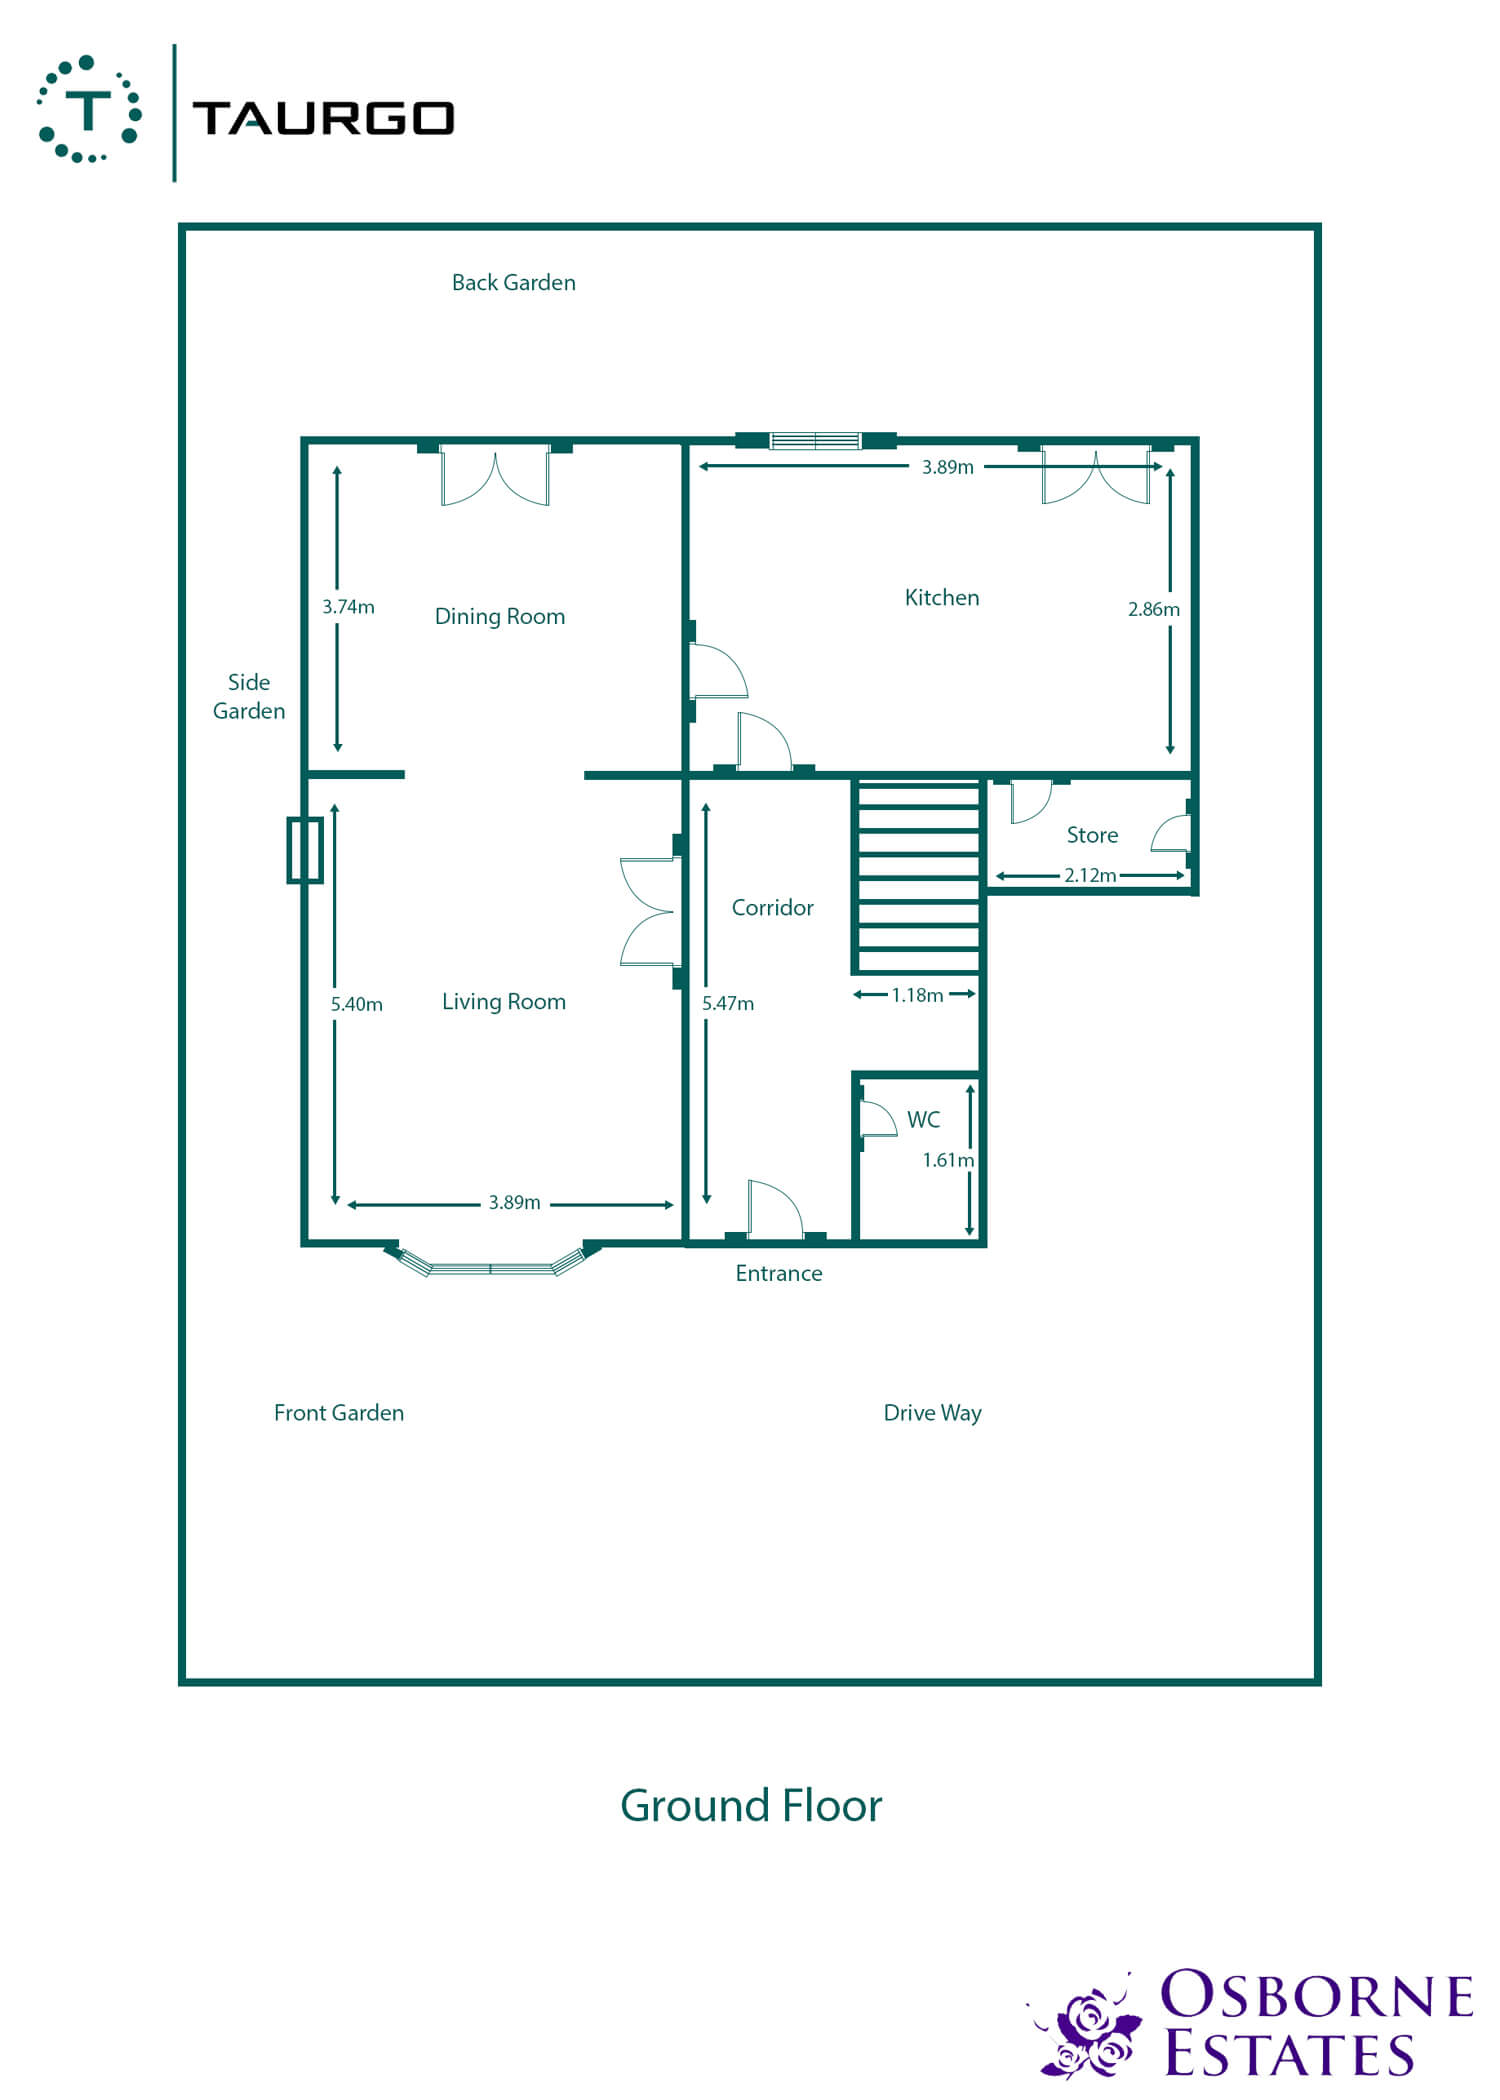 T
TAURGO
Back Garden
3.89m
3.74m
Dining Room
Kitchen
2.86m
Side
Garden
Store
2.12m
Corridor
5.40m
Living Room
5.47m
1.18m
WC
1.61m
3.89m
Entrance
Front Garden
Drive Way
Ground Floor
OSBORNE
ESTATES